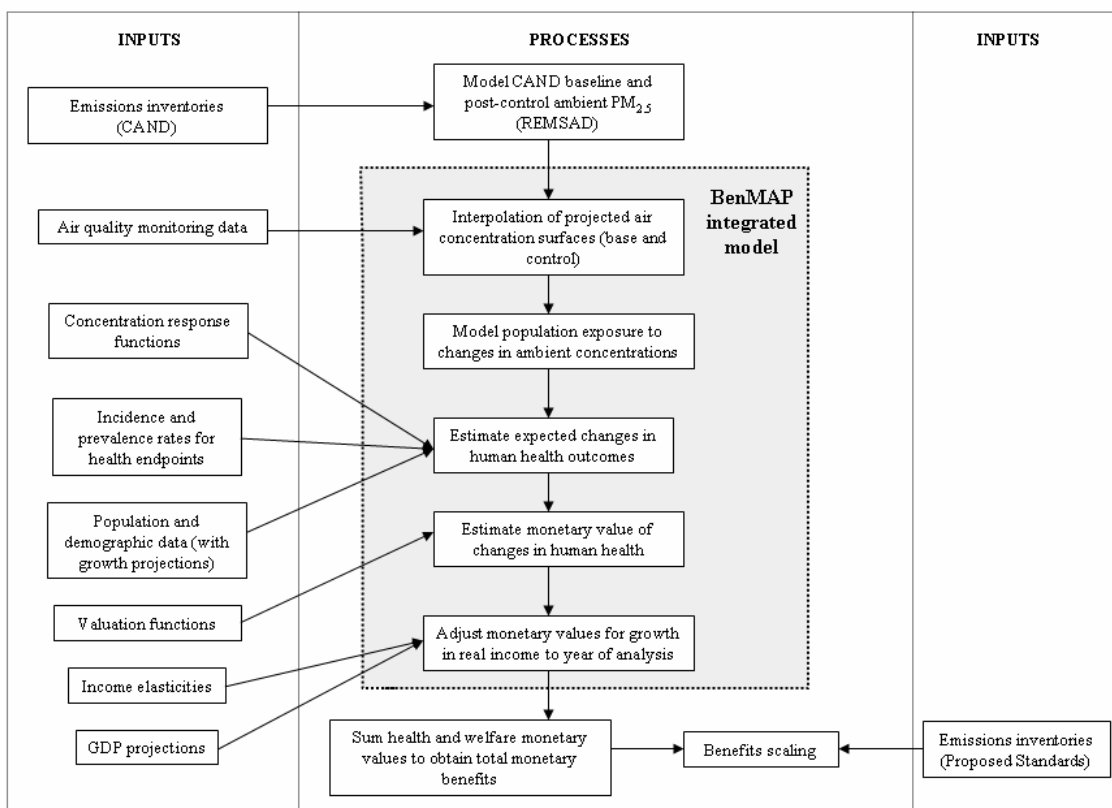 INPUTS
PROCESSES
INPUTS
Emissions inventories
(CAND)
Model CAND baseline and
post-control ambient PM2.5
(REMSAD)
BenMAP
integrated
model
Air quality monitoring data
Interpolation of projected air
concentration surfaces (base
and control)
Concentration response
functions
Model population exposure to
changes in ambient concentrations
Incidence and
prevalence rates for
health endpoints
Estimate expected changes in
human health outcomes
Population and
demographic data (with
growth projections)
Estimate monetary value of
changes in human health
Valuation functions
Adjust monetary values for growth
in real income to year of analysis
Income elasticities
GDP projections
Sum health and welfare monetary
values to obtain total monetary
benefits
Benefits scaling
Emissions inventories
(Proposed Standards)